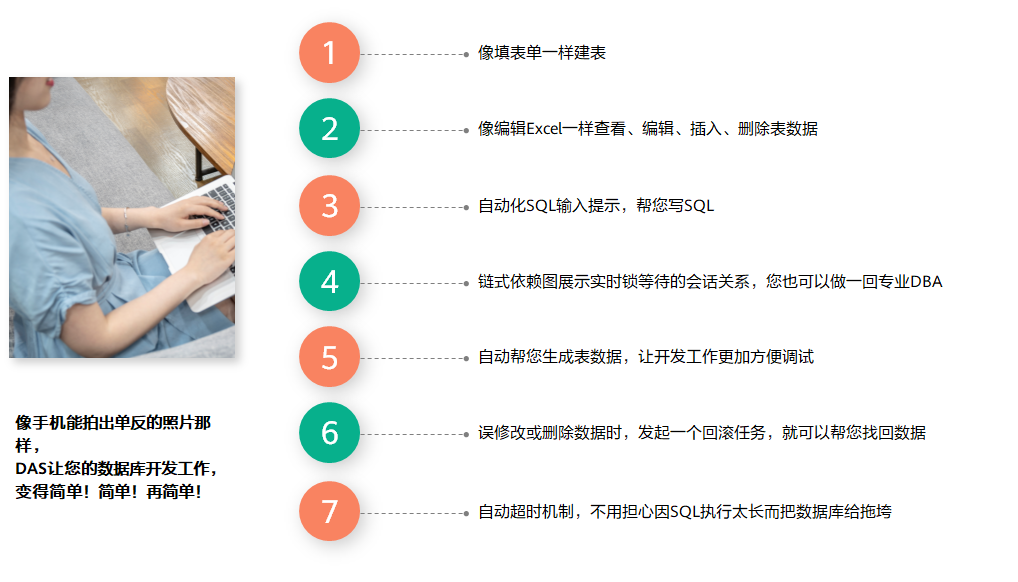 1
像填表单一样建表
2
像编辑Excel一样查看、编辑、插入、删除表数据
3
自动化SQL输入提示，帮您写SQL
4
链式依赖图展示实时锁等待的会话关系，您也可以做一回专业DBA
5
自动帮您生成表数据，让开发工作更加方便调试
6
误修改或删除数据时，发起一个回滚任务，就可以帮您找回数据
7
自动超时机制，不用担心因SQL执行太长而把数据库给拖垮
像手机能拍出单反的照片那
样，
DAS让您的数据库开发工作，
变得简单！简单！再简单！